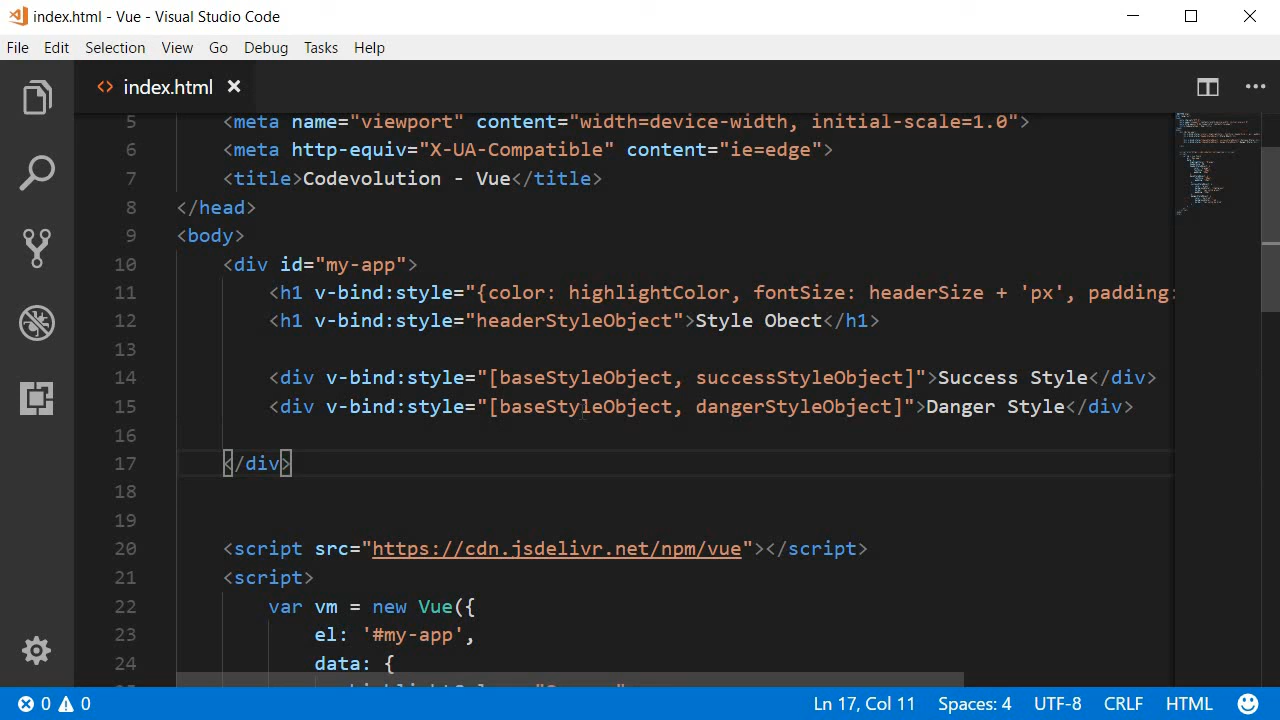 index.html - Vue - Visual Studio Code
File Edit Selection View Go Debug Tasks Help
<> index.html
5 <meta name="viewport" content="width=device-width, initial-scale=1.0">
6 <meta http-equiv="X-UA-Compatible" content="ie=edge">
7 <title>Codevolution - Vue</title>
8 </head>
9 <body>
10 <div id="my-app">
11 <h1 v-bind:style="{color: highlightColor, fontSize: headerSize + 'px', padding:
12 <h1 v-bind:style="headerStyleObject">Style Obect</h1>
13
14 <div v-bind:style="[baseStyleObject, successStyleObject]">Success Style</div>
15 <div v-bind:style="[baseStyleObject, dangerStyleObject]">Danger Style</div>
16
17 </div>
18
19
20 <script src="https://cdn.jsdelivr.net/npm/vue"></script>
21 <script>
22 var vm = new Vue({
23 el: '#my-app',
24 data: {
0 0 Ln 17, Col 11 Spaces: 4 UTF-8 CRLF HTML